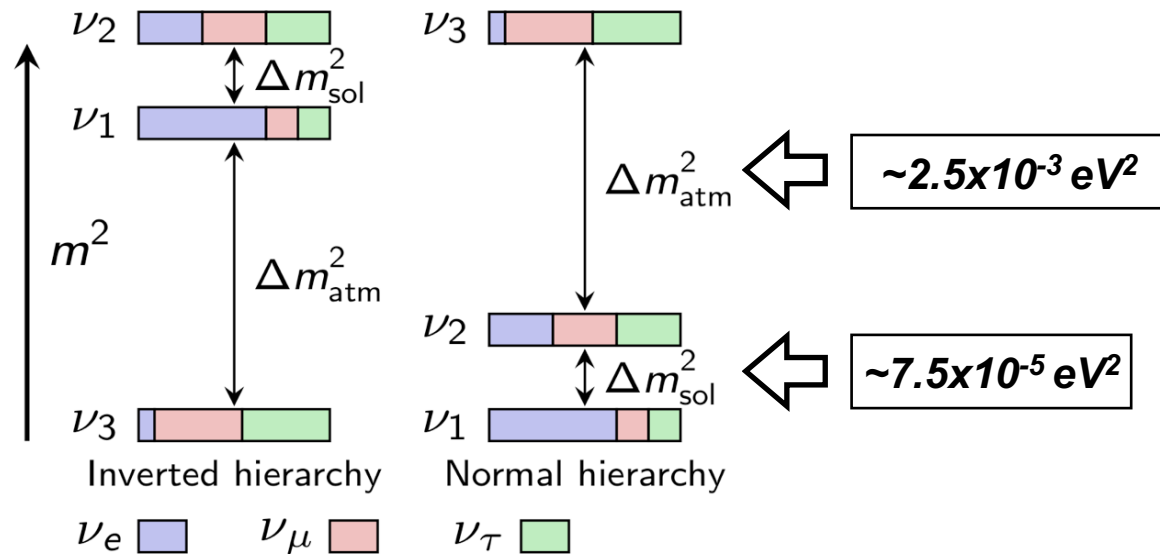 ν₂
Δm²sol
ν₁
m²
Δm²atm
ν₃
Inverted hierarchy
ν₃
Δm²atm
~2.5x10⁻³ eV²
ν₂
Δm²sol
~7.5x10⁻⁵ eV²
ν₁
Normal hierarchy
νe νμ ντ